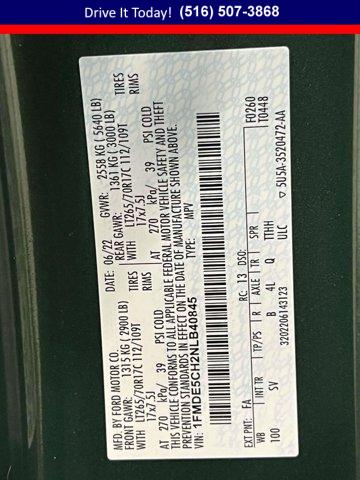 Drive It Today! (516) 507-3868
MFD. BY FORD MOTOR CO.
DATE: 06/22 GVWR: 2558 KG ( 5640 LB)
FRONT GAWR: 1315 KG ( 2900 LB) REAR GAWR: 1361 KG ( 3000 LB)
WITH LT265/70R17C 112/109T TIRES WITH LT265/70R17C 112/109T TIRES
17x7.5J RIMS 17x7.5J RIMS
AT 270 kPa/ 39 PSI COLD AT 270 kPa/ 39 PSI COLD
THIS VEHICLE CONFORMS TO ALL APPLICABLE FEDERAL MOTOR VEHICLE SAFETY AND THEFT
PREVENTION STANDARDS IN EFFECT ON THE DATE OF MANUFACTURE SHOWN ABOVE.
VIN: 1FMDE5CH2NLB40845 TYPE: MPV
F0260
T0448
EXT PNT: FA RC: 13 DSO:
WB INT TR TP/PS R AXLE TR SPR
100 SV B 4L Q TTHH
ULC
3202206143123 5U5A-3520472-AA